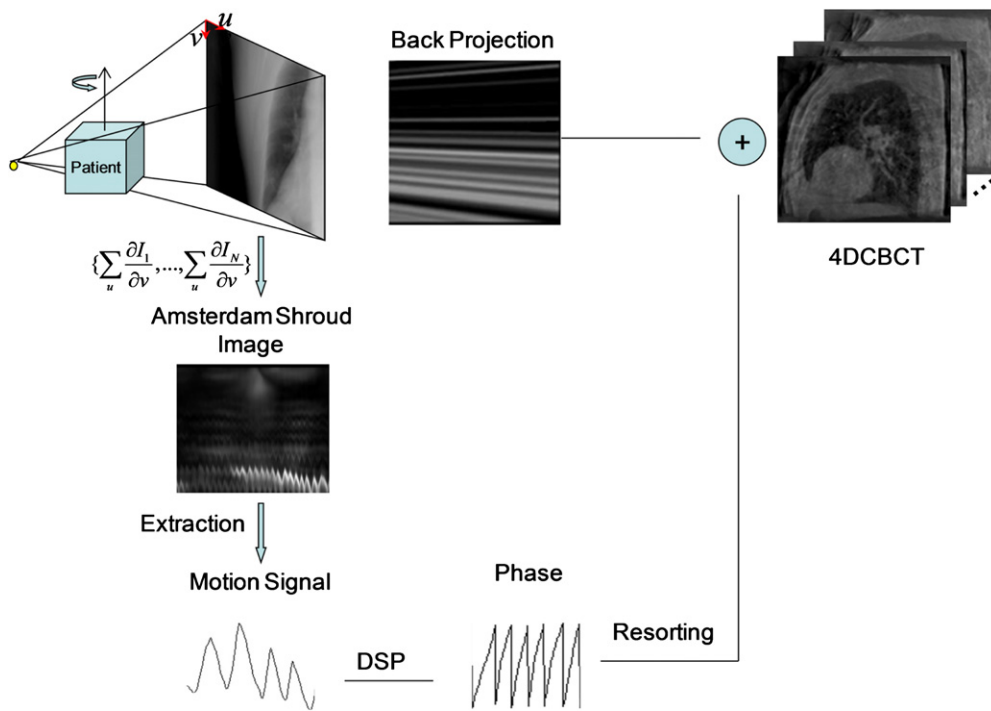 u
v
Back Projection
Patient
+
4DCBCT
{∑_u ∂I_1/∂v ,..., ∑_u ∂I_N/∂v}
Amsterdam Shroud
Image
Extraction
Motion Signal
Phase
Resorting
DSP